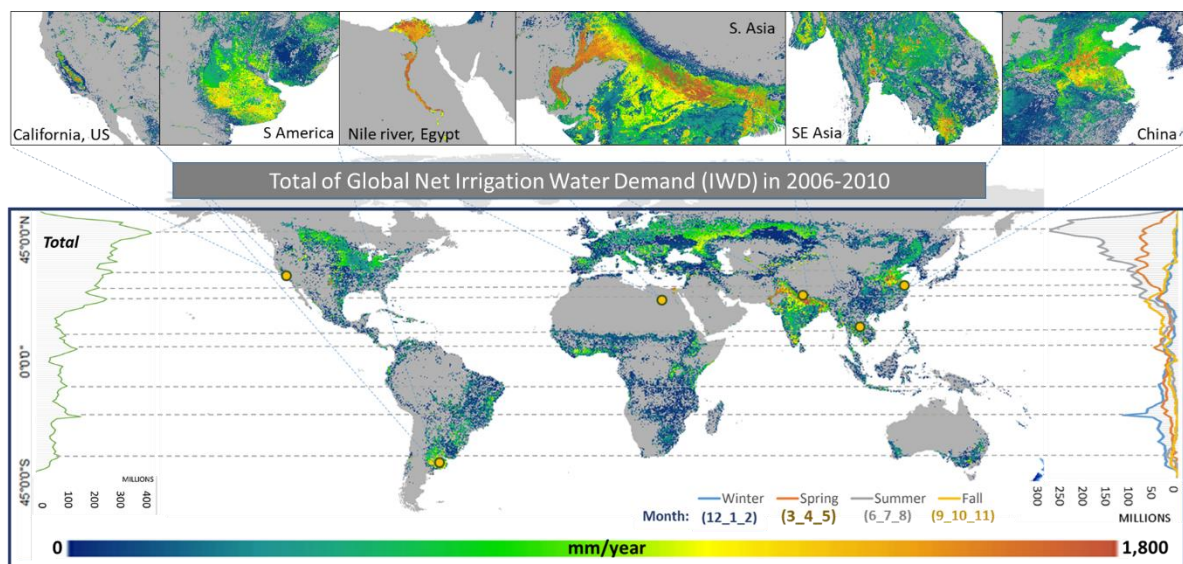 California, US
S America
Nile river, Egypt
S. Asia
SE Asia
China
Total of Global Net Irrigation Water Demand (IWD) in 2006-2010
Total
45°0'0"N
0°0'0"
45°0'0"S
MILLIONS
0 100 200 300 400
Winter Spring Summer Fall
Month: (12_1_2) (3_4_5) (6_7_8) (9_10_11)
300 250 200 150 100 50 0
MILLIONS
0 mm/year 1,800